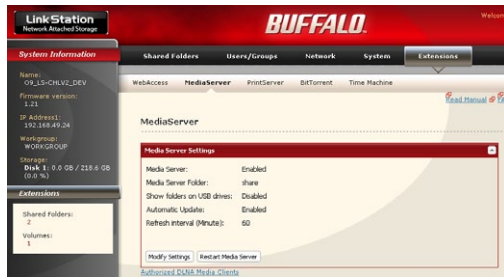 LinkStation
Network Attached Storage
BUFFALO
System Information
Name:
O9_LS-CHLV2_DEV
Firmware version:
1.21
IP Address1:
192.168.49.24
Workgroup:
WORKGROUP
Storage:
Disk 1: 0.0 GB / 218.6 GB
(0.0 %)
Extensions
Shared Folders:
2
Volumes:
1
Shared Folders Users/Groups Network System Extensions
WebAccess MediaServer PrintServer BitTorrent Time Machine
Read Manual
MediaServer
Media Server Settings
Media Server: Enabled
Media Server Folder: share
Show folders on USB drives: Disabled
Automatic Update: Enabled
Refresh interval (Minute): 60
Modify Settings Restart Media Server
Authorized DLNA Media Clients